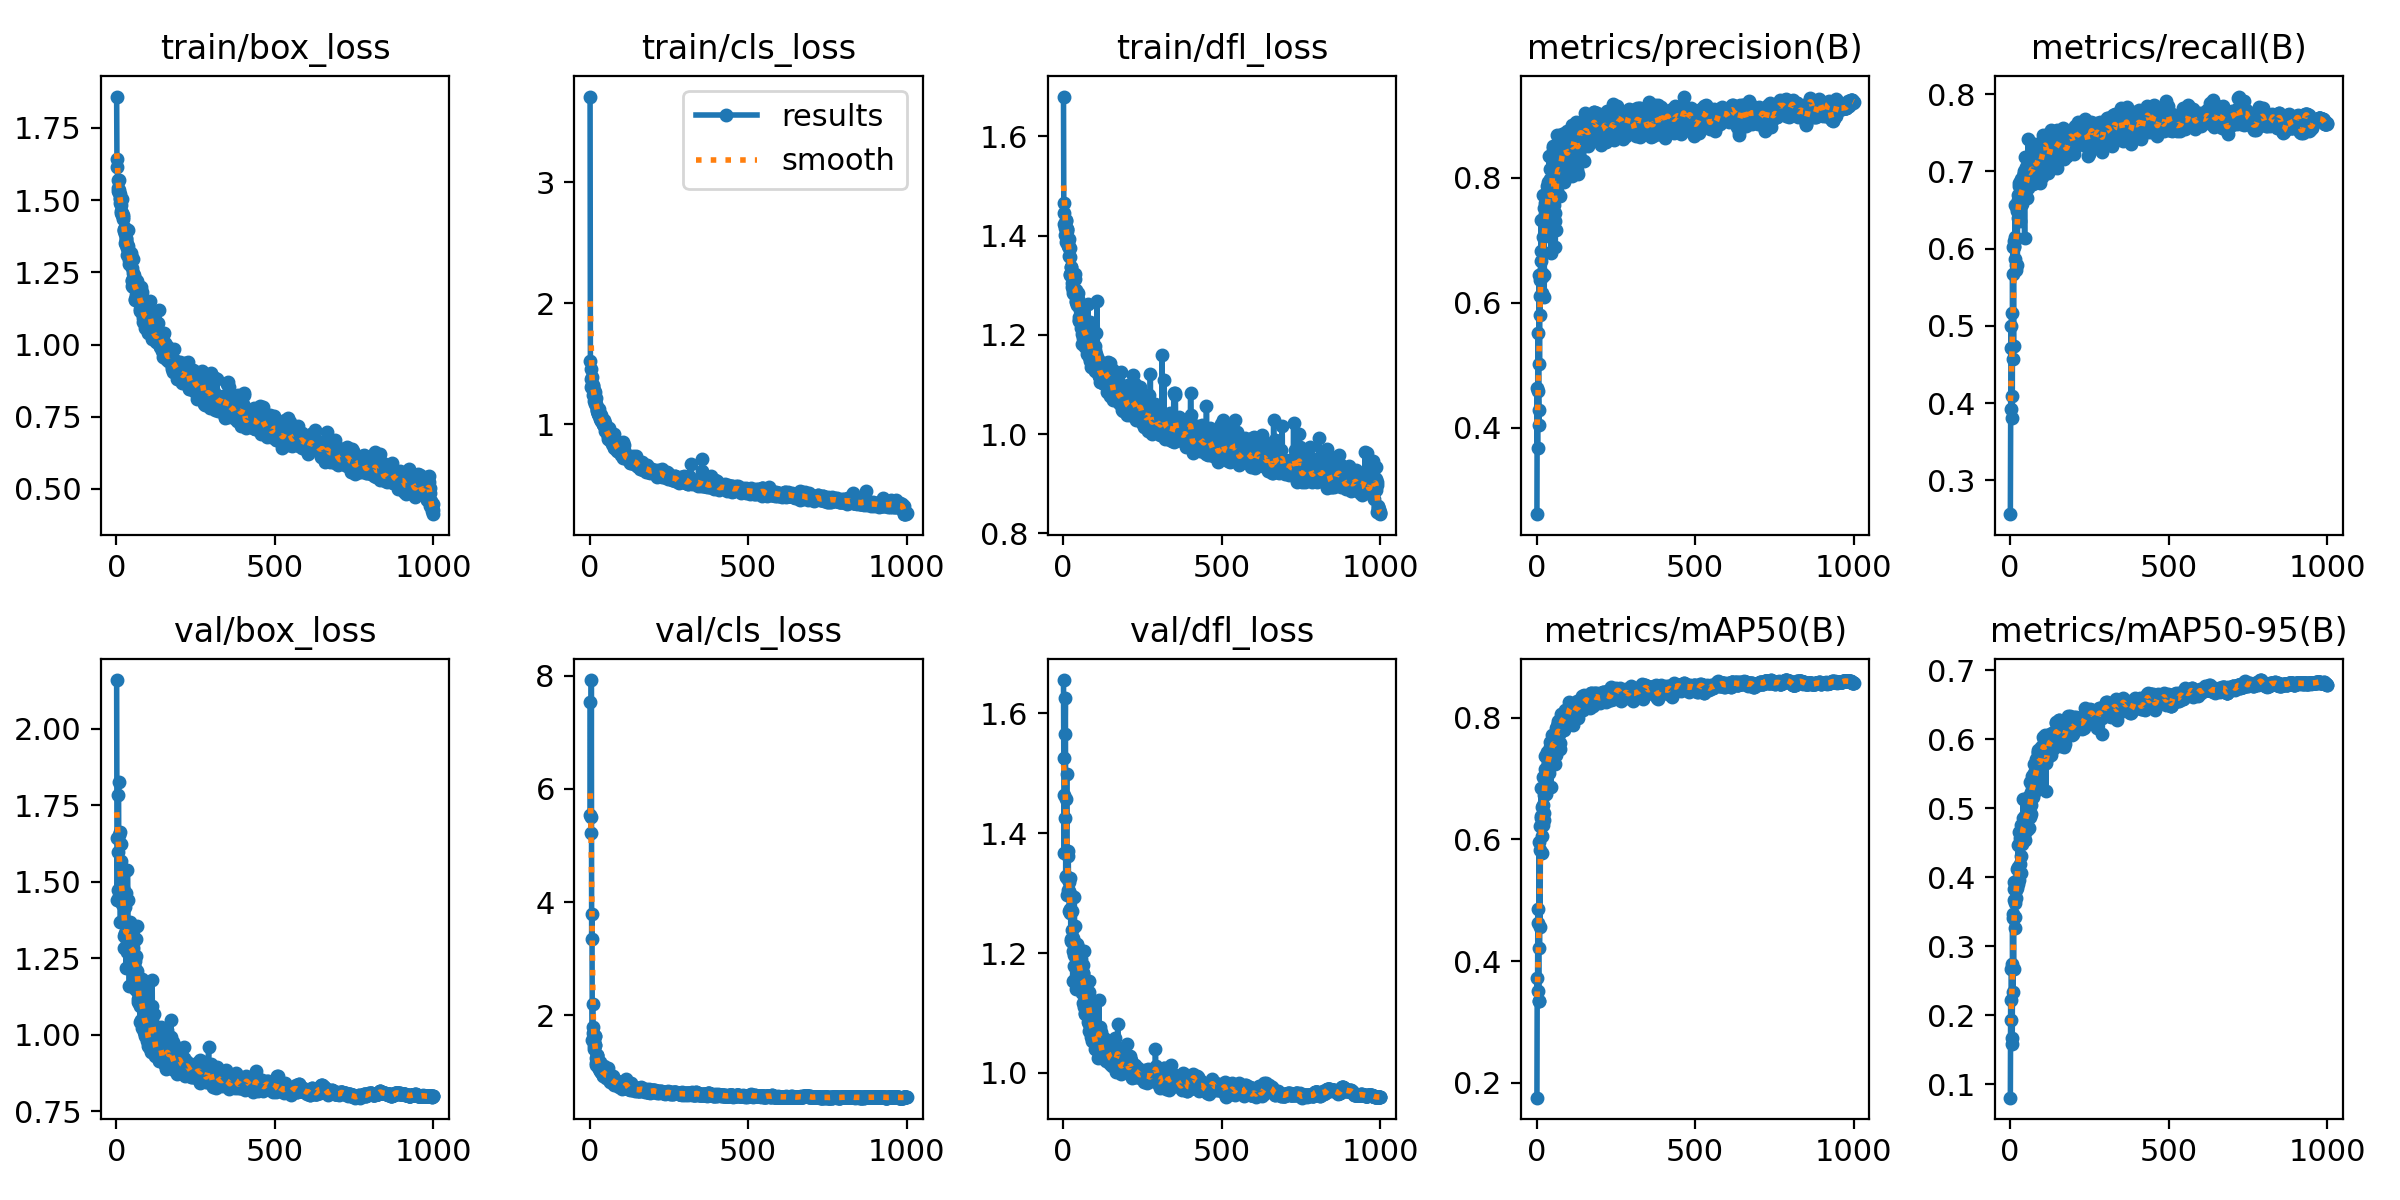 train/box_loss
1.75
1.50
1.25
1.00
0.75
0.50
0 500 1000
train/cls_loss
results
smooth
3
2
1
0 500 1000
train/dfl_loss
1.6
1.4
1.2
1.0
0.8
0 500 1000
metrics/precision(B)
0.8
0.6
0.4
0 500 1000
metrics/recall(B)
0.8
0.7
0.6
0.5
0.4
0.3
0 500 1000
val/box_loss
2.00
1.75
1.50
1.25
1.00
0.75
0 500 1000
val/cls_loss
8
6
4
2
0 500 1000
val/dfl_loss
1.6
1.4
1.2
1.0
0 500 1000
metrics/mAP50(B)
0.8
0.6
0.4
0.2
0 500 1000
metrics/mAP50-95(B)
0.7
0.6
0.5
0.4
0.3
0.2
0.1
0 500 1000